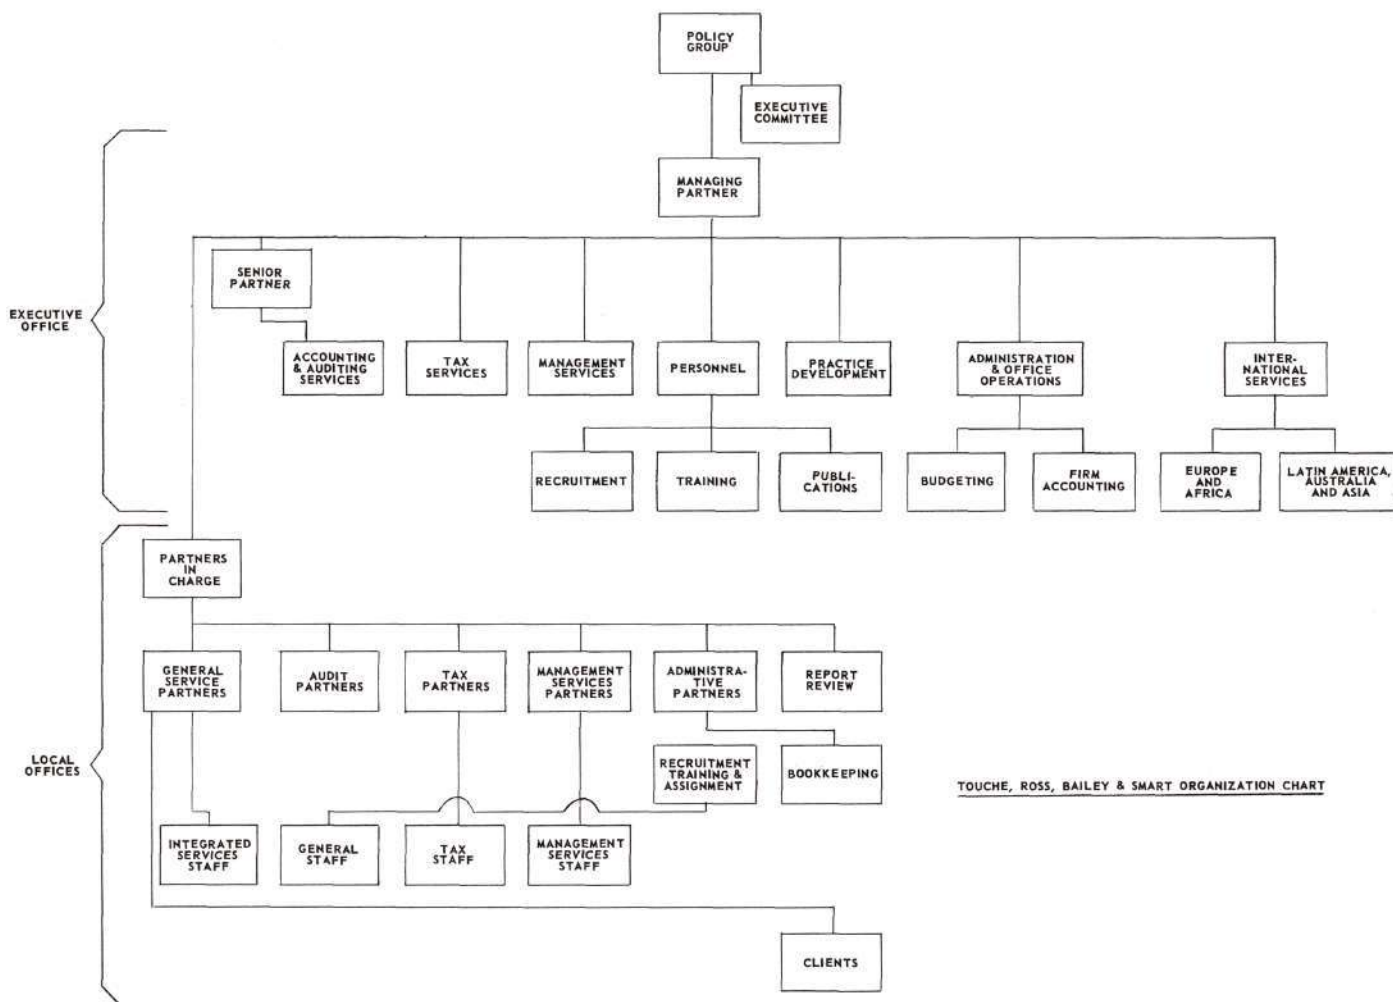 POLICY
GROUP
EXECUTIVE
COMMITTEE
MANAGING
PARTNER
EXECUTIVE
OFFICE
SENIOR
PARTNER
ACCOUNTING
& AUDITING
SERVICES
TAX
SERVICES
MANAGEMENT
SERVICES
PERSONNEL
PRACTICE
DEVELOPMENT
ADMINISTRATION
& OFFICE
OPERATIONS
INTER-
NATIONAL
SERVICES
RECRUITMENT
TRAINING
PUBLI-
CATIONS
BUDGETING
FIRM
ACCOUNTING
EUROPE
AND
AFRICA
LATIN AMERICA,
AUSTRALIA
AND ASIA
PARTNERS
IN
CHARGE
LOCAL
OFFICES
GENERAL
SERVICE
PARTNERS
AUDIT
PARTNERS
TAX
PARTNERS
MANAGEMENT
SERVICES
PARTNERS
ADMINISTRA-
TIVE
PARTNERS
REPORT
REVIEW
RECRUITMENT
TRAINING &
ASSIGNMENT
BOOKKEEPING
TOUCHE, ROSS, BAILEY & SMART ORGANIZATION CHART
INTEGRATED
SERVICES
STAFF
GENERAL
STAFF
TAX
STAFF
MANAGEMENT
SERVICES
STAFF
CLIENTS